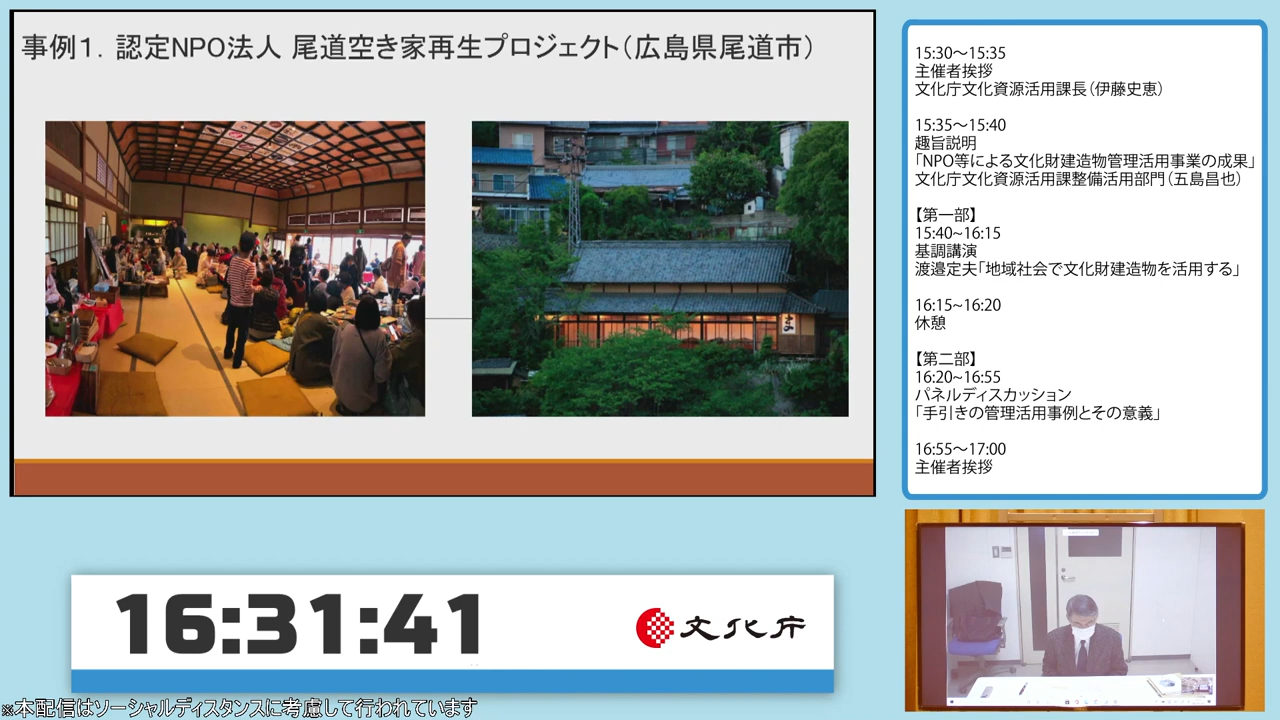 事例１．認定NPO法人 尾道空き家再生プロジェクト（広島県尾道市）
15:30～15:35
主催者挨拶
文化庁文化資源活用課長（伊藤史恵）
15:35～15:40
趣旨説明
「NPO等による文化財建造物管理活用事業の成果」
文化庁文化資源活用課整備活用部門（五島昌也）
【第一部】
15:40～16:15
基調講演
渡邉定夫「地域社会で文化財建造物を活用する」
16:15~16:20
休憩
【第二部】
16:20~16:55
パネルディスカッション
「手引きの管理活用事例とその意義」
16:55～17:00
主催者挨拶
16:31:41
文化庁
※本配信はソーシャルディスタンスに考慮して行われています